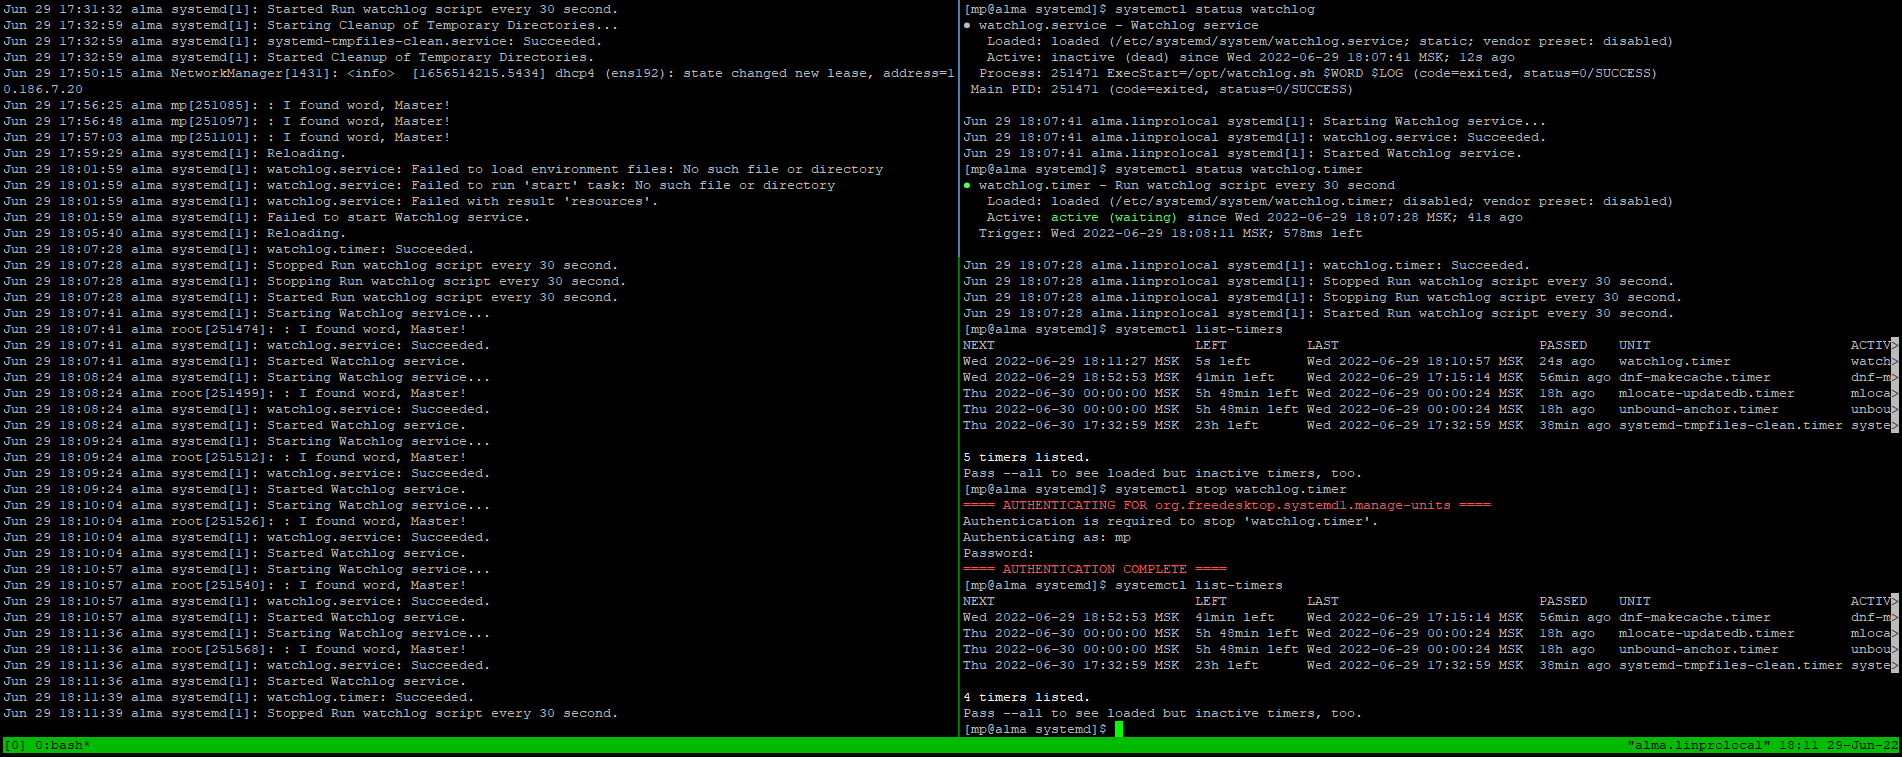 Jun 29 17:31:32 alma systemd[1]: Started Run watchlog script every 30 second.
Jun 29 17:32:59 alma systemd[1]: Starting Cleanup of Temporary Directories...
Jun 29 17:32:59 alma systemd[1]: systemd-tmpfiles-clean.service: Succeeded.
Jun 29 17:32:59 alma systemd[1]: Started Cleanup of Temporary Directories.
Jun 29 17:50:15 alma NetworkManager[1431]: <info>  [1656514215.5434] dhcp4 (ens192): state changed new lease, address=1
0.186.7.20
Jun 29 17:56:25 alma mp[251085]: : I found word, Master!
Jun 29 17:56:48 alma mp[251097]: : I found word, Master!
Jun 29 17:57:03 alma mp[251101]: : I found word, Master!
Jun 29 17:59:29 alma systemd[1]: Reloading.
Jun 29 18:01:59 alma systemd[1]: watchlog.service: Failed to load environment files: No such file or directory
Jun 29 18:01:59 alma systemd[1]: watchlog.service: Failed to run 'start' task: No such file or directory
Jun 29 18:01:59 alma systemd[1]: watchlog.service: Failed with result 'resources'.
Jun 29 18:01:59 alma systemd[1]: Failed to start Watchlog service.
Jun 29 18:05:40 alma systemd[1]: Reloading.
Jun 29 18:07:28 alma systemd[1]: watchlog.timer: Succeeded.
Jun 29 18:07:28 alma systemd[1]: Stopped Run watchlog script every 30 second.
Jun 29 18:07:28 alma systemd[1]: Stopping Run watchlog script every 30 second.
Jun 29 18:07:28 alma systemd[1]: Started Run watchlog script every 30 second.
Jun 29 18:07:41 alma systemd[1]: Starting Watchlog service...
Jun 29 18:07:41 alma root[251474]: : I found word, Master!
Jun 29 18:07:41 alma systemd[1]: watchlog.service: Succeeded.
Jun 29 18:07:41 alma systemd[1]: Started Watchlog service.
Jun 29 18:08:24 alma systemd[1]: Starting Watchlog service...
Jun 29 18:08:24 alma root[251499]: : I found word, Master!
Jun 29 18:08:24 alma systemd[1]: watchlog.service: Succeeded.
Jun 29 18:08:24 alma systemd[1]: Started Watchlog service.
Jun 29 18:09:24 alma systemd[1]: Starting Watchlog service...
Jun 29 18:09:24 alma root[251512]: : I found word, Master!
Jun 29 18:09:24 alma systemd[1]: watchlog.service: Succeeded.
Jun 29 18:09:24 alma systemd[1]: Started Watchlog service.
Jun 29 18:10:04 alma systemd[1]: Starting Watchlog service...
Jun 29 18:10:04 alma root[251526]: : I found word, Master!
Jun 29 18:10:04 alma systemd[1]: watchlog.service: Succeeded.
Jun 29 18:10:04 alma systemd[1]: Started Watchlog service.
Jun 29 18:10:57 alma systemd[1]: Starting Watchlog service...
Jun 29 18:10:57 alma root[251540]: : I found word, Master!
Jun 29 18:10:57 alma systemd[1]: watchlog.service: Succeeded.
Jun 29 18:10:57 alma systemd[1]: Started Watchlog service.
Jun 29 18:11:36 alma systemd[1]: Starting Watchlog service...
Jun 29 18:11:36 alma root[251568]: : I found word, Master!
Jun 29 18:11:36 alma systemd[1]: watchlog.service: Succeeded.
Jun 29 18:11:36 alma systemd[1]: Started Watchlog service.
Jun 29 18:11:39 alma systemd[1]: watchlog.timer: Succeeded.
Jun 29 18:11:39 alma systemd[1]: Stopped Run watchlog script every 30 second.
[mp@alma systemd]$ systemctl status watchlog
● watchlog.service - Watchlog service
   Loaded: loaded (/etc/systemd/system/watchlog.service; static; vendor preset: disabled)
   Active: inactive (dead) since Wed 2022-06-29 18:07:41 MSK; 12s ago
  Process: 251471 ExecStart=/opt/watchlog.sh $WORD $LOG (code=exited, status=0/SUCCESS)
 Main PID: 251471 (code=exited, status=0/SUCCESS)
Jun 29 18:07:41 alma.linprolocal systemd[1]: Starting Watchlog service...
Jun 29 18:07:41 alma.linprolocal systemd[1]: watchlog.service: Succeeded.
Jun 29 18:07:41 alma.linprolocal systemd[1]: Started Watchlog service.
[mp@alma systemd]$ systemctl status watchlog.timer
● watchlog.timer - Run watchlog script every 30 second
   Loaded: loaded (/etc/systemd/system/watchlog.timer; disabled; vendor preset: disabled)
   Active: active (waiting) since Wed 2022-06-29 18:07:28 MSK; 41s ago
  Trigger: Wed 2022-06-29 18:08:11 MSK; 578ms left
Jun 29 18:07:28 alma.linprolocal systemd[1]: watchlog.timer: Succeeded.
Jun 29 18:07:28 alma.linprolocal systemd[1]: Stopped Run watchlog script every 30 second.
Jun 29 18:07:28 alma.linprolocal systemd[1]: Stopping Run watchlog script every 30 second.
Jun 29 18:07:28 alma.linprolocal systemd[1]: Started Run watchlog script every 30 second.
[mp@alma systemd]$ systemctl list-timers
NEXT                         LEFT          LAST                         PASSED    UNIT                         ACTIV>
Wed 2022-06-29 18:11:27 MSK  5s left       Wed 2022-06-29 18:10:57 MSK  24s ago   watchlog.timer               watch>
Wed 2022-06-29 18:52:53 MSK  41min left    Wed 2022-06-29 17:15:14 MSK  56min ago dnf-makecache.timer          dnf-m>
Thu 2022-06-30 00:00:00 MSK  5h 48min left Wed 2022-06-29 00:00:24 MSK  18h ago   mlocate-updatedb.timer       mloca>
Thu 2022-06-30 00:00:00 MSK  5h 48min left Wed 2022-06-29 00:00:24 MSK  18h ago   unbound-anchor.timer         unbou>
Thu 2022-06-30 17:32:59 MSK  23h left      Wed 2022-06-29 17:32:59 MSK  38min ago systemd-tmpfiles-clean.timer syste>
5 timers listed.
Pass --all to see loaded but inactive timers, too.
[mp@alma systemd]$ systemctl stop watchlog.timer
==== AUTHENTICATING FOR org.freedesktop.systemd1.manage-units ====
Authentication is required to stop 'watchlog.timer'.
Authenticating as: mp
Password:
==== AUTHENTICATION COMPLETE ====
[mp@alma systemd]$ systemctl list-timers
NEXT                         LEFT          LAST                         PASSED    UNIT                         ACTIV>
Wed 2022-06-29 18:52:53 MSK  41min left    Wed 2022-06-29 17:15:14 MSK  56min ago dnf-makecache.timer          dnf-m>
Thu 2022-06-30 00:00:00 MSK  5h 48min left Wed 2022-06-29 00:00:24 MSK  18h ago   mlocate-updatedb.timer       mloca>
Thu 2022-06-30 00:00:00 MSK  5h 48min left Wed 2022-06-29 00:00:24 MSK  18h ago   unbound-anchor.timer         unbou>
Thu 2022-06-30 17:32:59 MSK  23h left      Wed 2022-06-29 17:32:59 MSK  38min ago systemd-tmpfiles-clean.timer syste>
4 timers listed.
Pass --all to see loaded but inactive timers, too.
[mp@alma systemd]$
[0] 0:bash*    "alma.linprolocal" 18:11 29-Jun-22